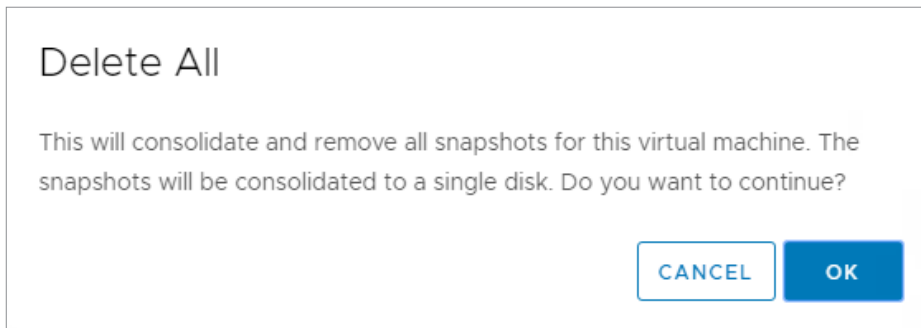 Delete All
This will consolidate and remove all snapshots for this virtual machine. The
snapshots will be consolidated to a single disk. Do you want to continue?
CANCEL OK